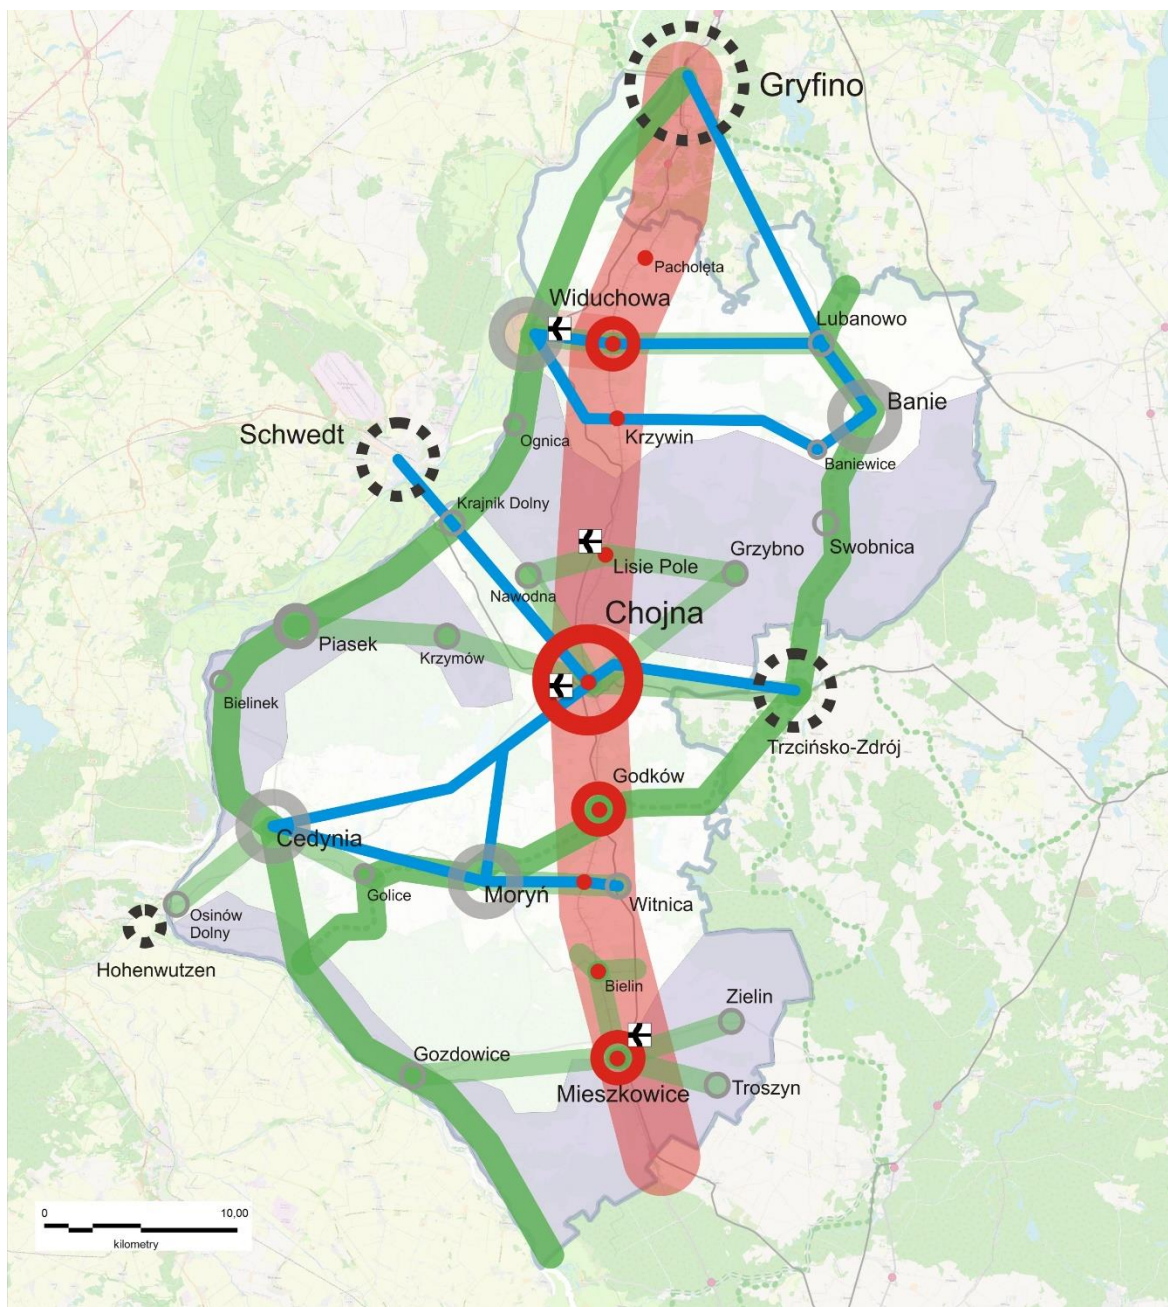 Gryfino
Pacholęta
Widuchowa
Lubanowo
Banie
Schwedt
Ognica
Krzywin
Baniewice
Krajnik Dolny
Swobnica
Lisie Pole
Grzybno
Nawodna
Chojna
Piasek
Krzymów
Bielinek
Trzcińsko-Zdrój
Godków
Cedynia
Golice
Moryń
Witnica
Osinów
Dolny
Hohenwutzen
Bielin
Zielin
Gozdowice
Troszyn
Mieszkowice
0
10,00
kilometry